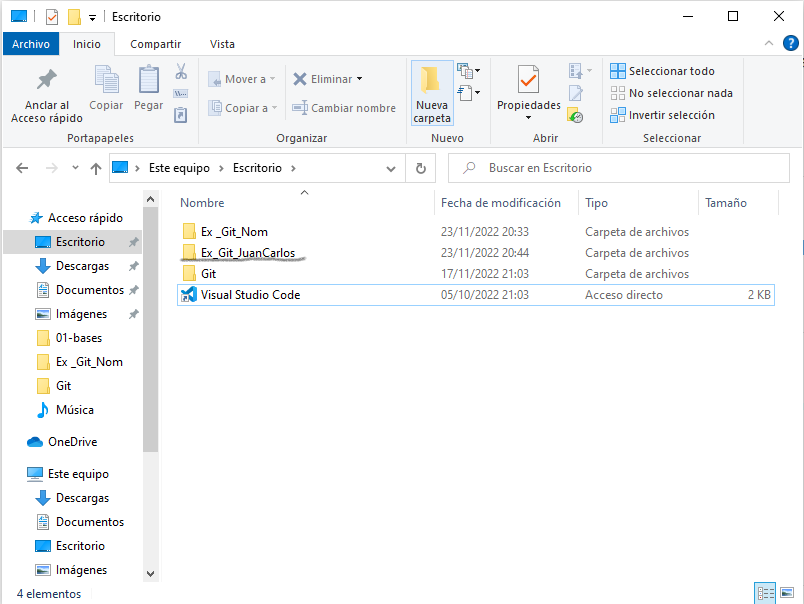 Escritorio
Archivo Inicio Compartir Vista
Anclar al Acceso rápido
Copiar
Pegar
Portapapeles
Mover a
Copiar a
Eliminar
Cambiar nombre
Organizar
Nueva carpeta
Nuevo
Propiedades
Abrir
Seleccionar todo
No seleccionar nada
Invertir selección
Seleccionar
Este equipo > Escritorio >
Buscar en Escritorio
Acceso rápido
Escritorio
Descargas
Documentos
Imágenes
01-bases
Ex _Git_Nom
Git
Música
OneDrive
Este equipo
Descargas
Documentos
Escritorio
Imágenes
Nombre Fecha de modificación Tipo Tamaño
Ex _Git_Nom 23/11/2022 20:33 Carpeta de archivos
Ex_Git_JuanCarlos 23/11/2022 20:44 Carpeta de archivos
Git 17/11/2022 21:03 Carpeta de archivos
Visual Studio Code 05/10/2022 21:03 Acceso directo 2 KB
4 elementos